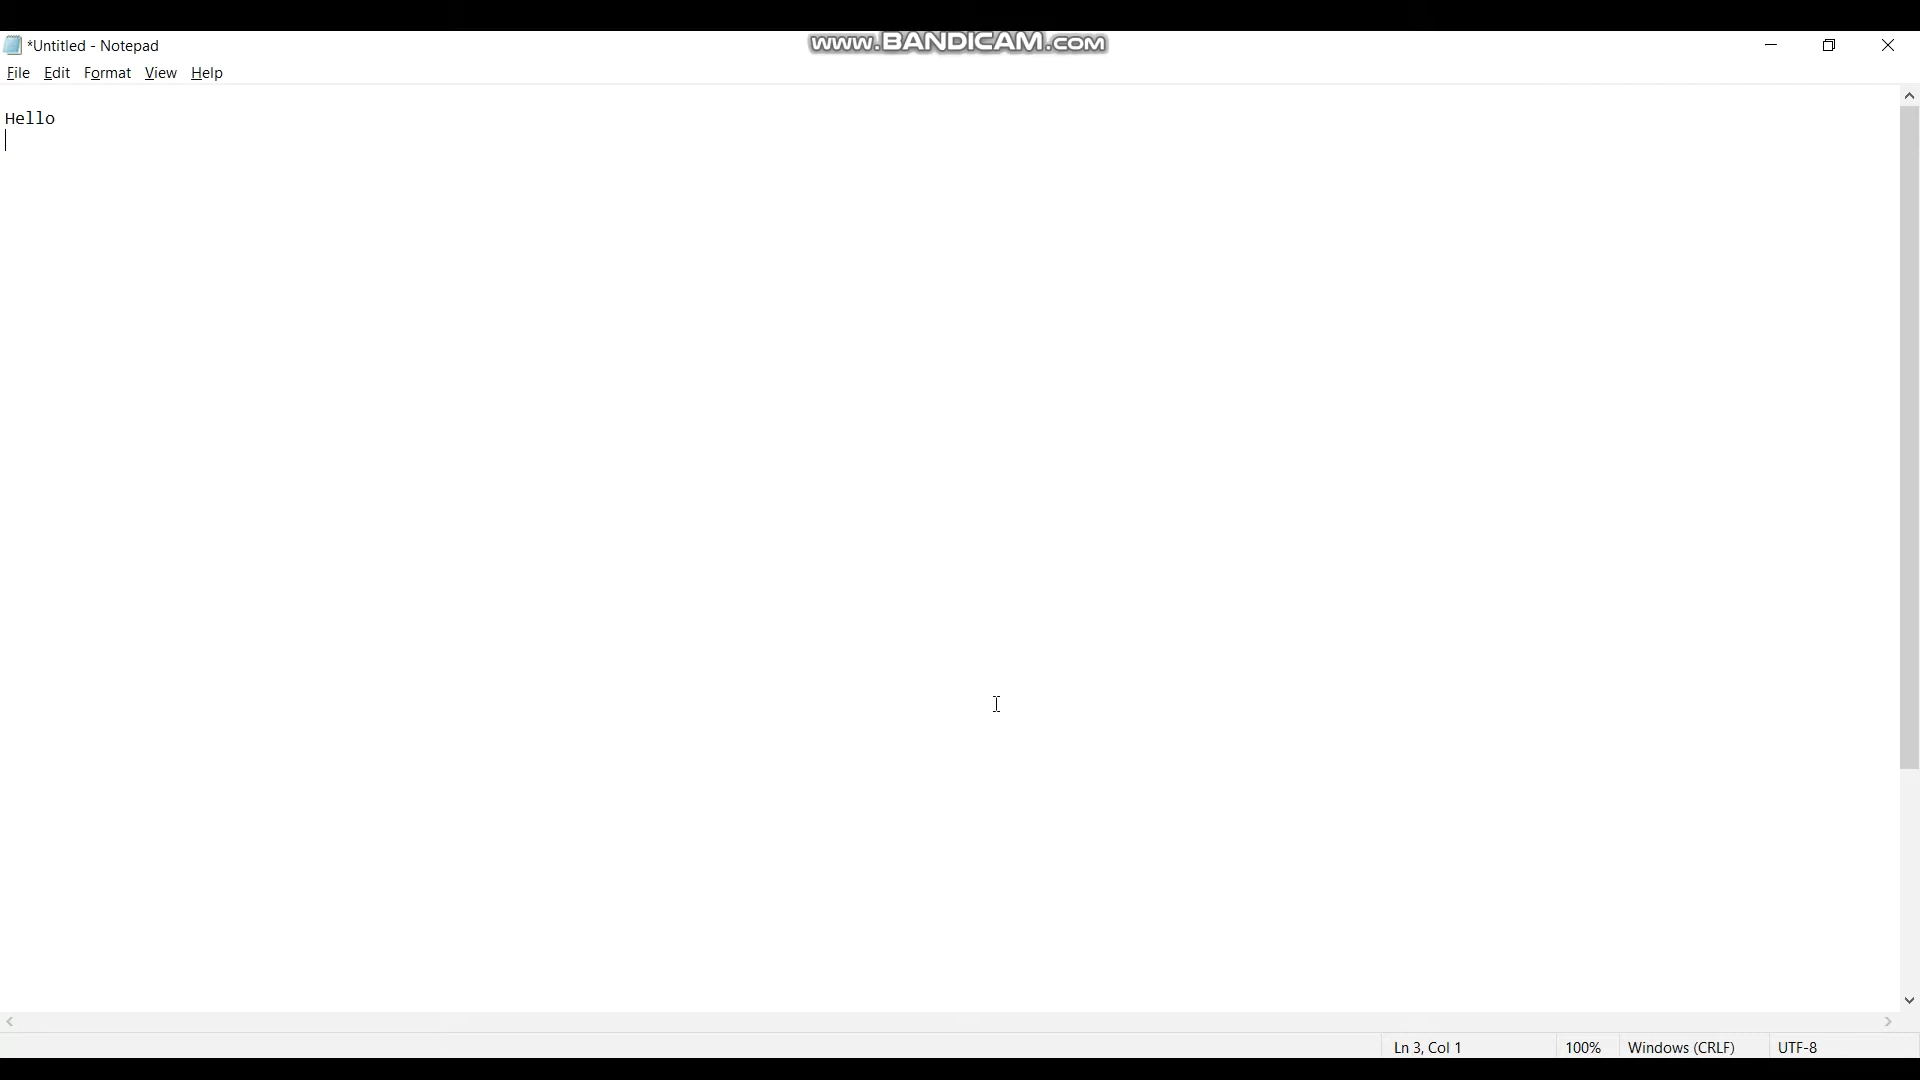 *Untitled - Notepad
www.BANDICAM.com
File Edit Format View Help
Hello
Ln 3, Col 1 100% Windows (CRLF) UTF-8